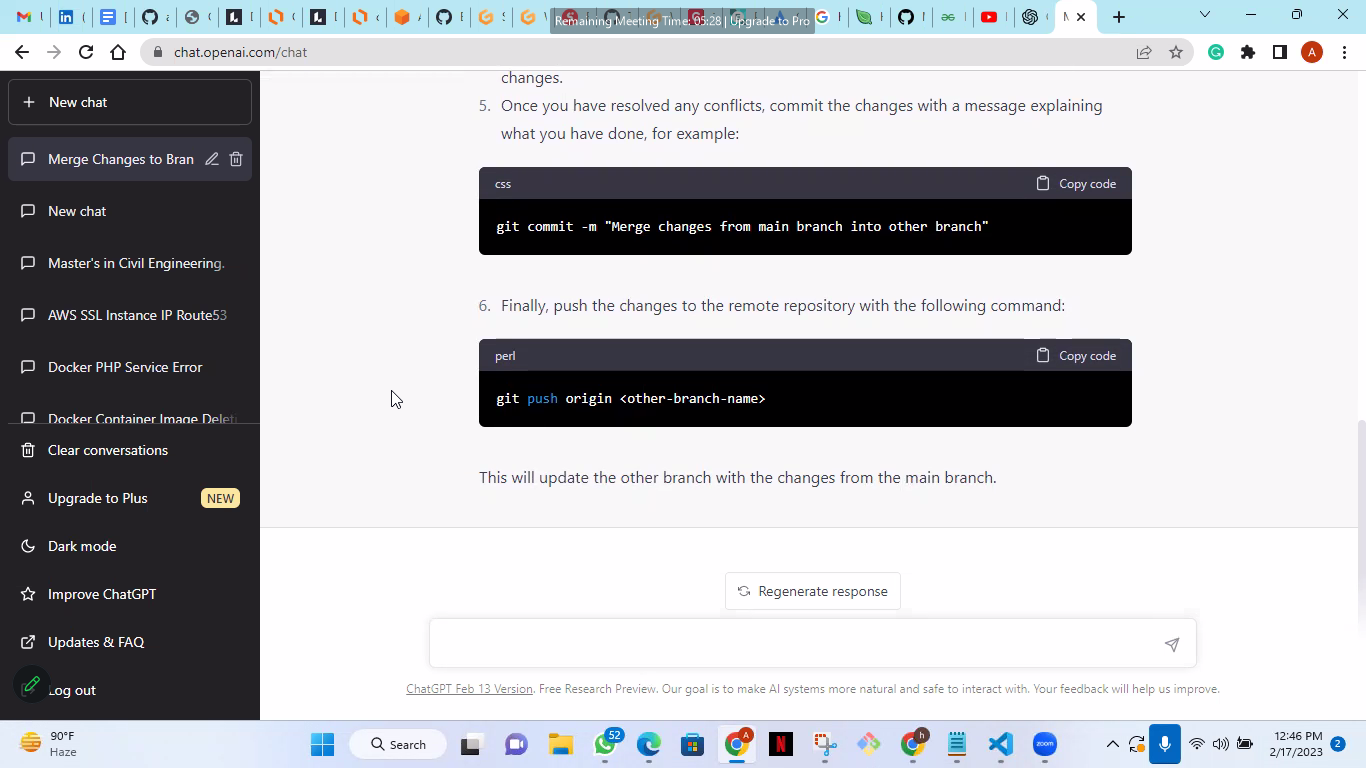 Remaining Meeting Time: 05:28 | Upgrade to Pro
chat.openai.com/chat
A
New chat
Merge Changes to Bran
New chat
Master's in Civil Engineering.
AWS SSL Instance IP Route53
Docker PHP Service Error
Docker Container Image Delet
Clear conversations
Upgrade to Plus
NEW
Dark mode
Improve ChatGPT
Updates & FAQ
Log out
changes.
5. Once you have resolved any conflicts, commit the changes with a message explaining
what you have done, for example:
css
Copy code
git commit -m "Merge changes from main branch into other branch"
6. Finally, push the changes to the remote repository with the following command:
perl
Copy code
git push origin <other-branch-name>
This will update the other branch with the changes from the main branch.
Regenerate response
ChatGPT Feb 13 Version. Free Research Preview. Our goal is to make AI systems more natural and safe to interact with. Your feedback will help us improve.
90°F
Haze
Search
52
A
N
h
zoom
12:46 PM
2/17/2023
2